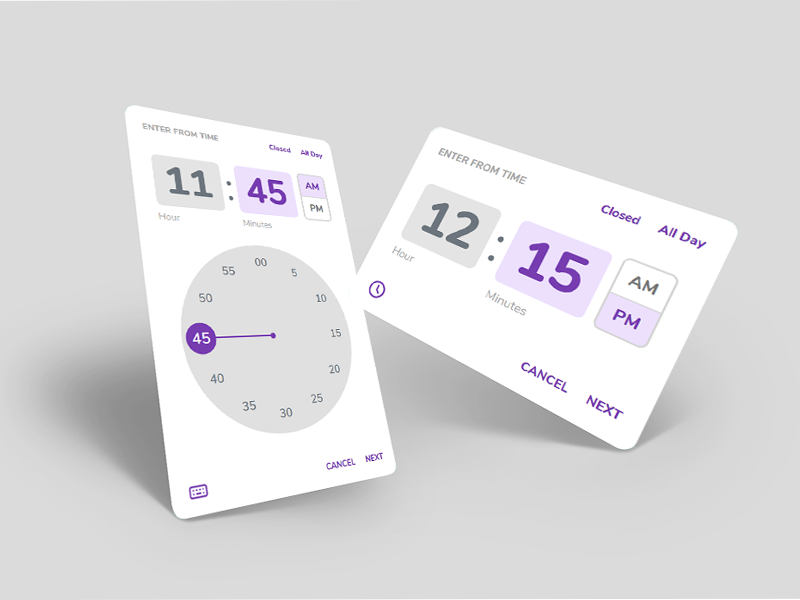 ENTER FROM TIME
Closed All Day
11 : 45 AM
PM
Hour Minutes
00
5
10
15
20
25
30
35
40
45
50
55
CANCEL NEXT
ENTER FROM TIME
Closed All Day
12 : 15 AM
PM
Hour Minutes
CANCEL NEXT